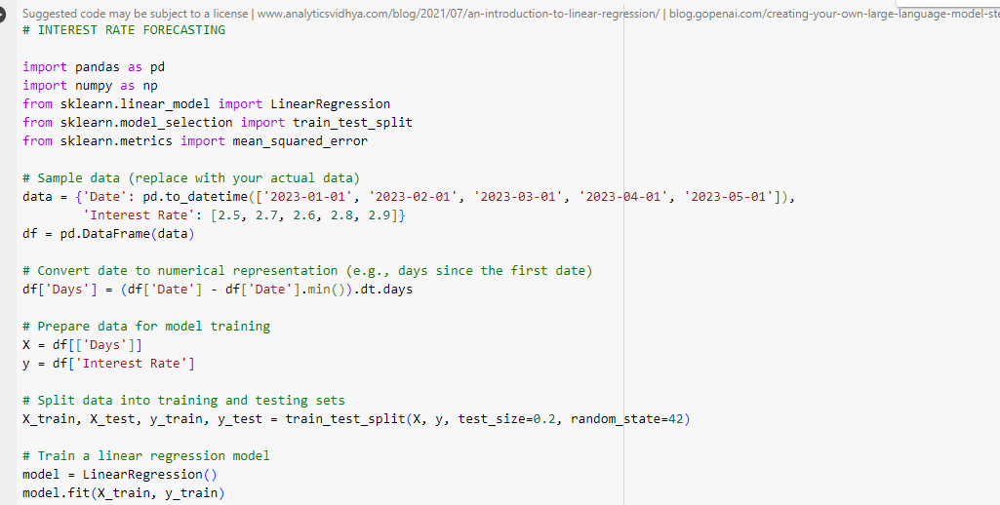 Suggested code may be subject to a license | www.analyticsvidhya.com/blog/2021/07/an-introduction-to-linear-regression/ | blog.gopenai.com/creating-your-own-large-language-model-ste
# INTEREST RATE FORECASTING
import pandas as pd
import numpy as np
from sklearn.linear_model import LinearRegression
from sklearn.model_selection import train_test_split
from sklearn.metrics import mean_squared_error
# Sample data (replace with your actual data)
data = {'Date': pd.to_datetime(['2023-01-01', '2023-02-01', '2023-03-01', '2023-04-01', '2023-05-01']),
'Interest Rate': [2.5, 2.7, 2.6, 2.8, 2.9]}
df = pd.DataFrame(data)
# Convert date to numerical representation (e.g., days since the first date)
df['Days'] = (df['Date'] - df['Date'].min()).dt.days
# Prepare data for model training
X = df[['Days']]
y = df['Interest Rate']
# Split data into training and testing sets
X_train, X_test, y_train, y_test = train_test_split(X, y, test_size=0.2, random_state=42)
# Train a linear regression model
model = LinearRegression()
model.fit(X_train, y_train)